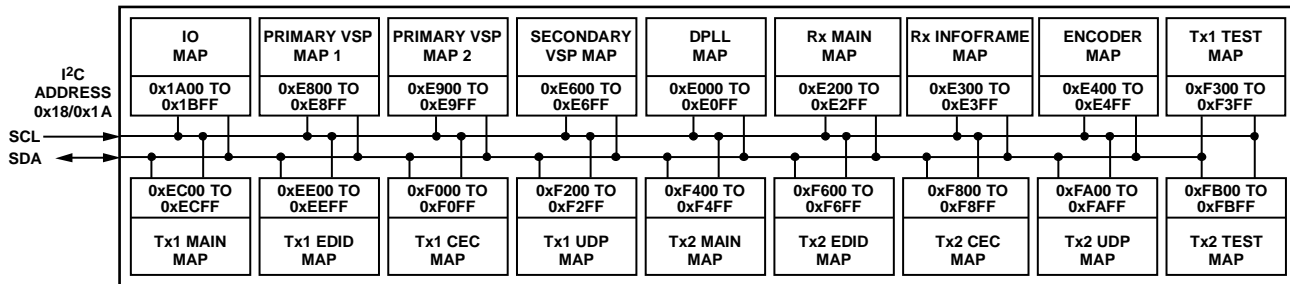 IO
MAP
0x1A00 TO
0x1BFF
PRIMARY VSP
MAP 1
0xE800 TO
0xE8FF
PRIMARY VSP
MAP 2
0xE900 TO
0xE9FF
SECONDARY
VSP MAP
0xE600 TO
0xE6FF
DPLL
MAP
0xE000 TO
0xE0FF
Rx MAIN
MAP
0xE200 TO
0xE2FF
Rx INFOFRAME
MAP
0xE300 TO
0xE3FF
ENCODER
MAP
0xE400 TO
0xE4FF
Tx1 TEST
MAP
0xF300 TO
0xF3FF
I2C
ADDRESS
0x18/0x1A
SCL
SDA
0xEC00 TO
0xECFF
Tx1 MAIN
MAP
0xEE00 TO
0xEEFF
Tx1 EDID
MAP
0xF000 TO
0xF0FF
Tx1 CEC
MAP
0xF200 TO
0xF2FF
Tx1 UDP
MAP
0xF400 TO
0xF4FF
Tx2 MAIN
MAP
0xF600 TO
0xF6FF
Tx2 EDID
MAP
0xF800 TO
0xF8FF
Tx2 CEC
MAP
0xFA00 TO
0xFAFF
Tx2 UDP
MAP
0xFB00 TO
0xFBFF
Tx2 TEST
MAP